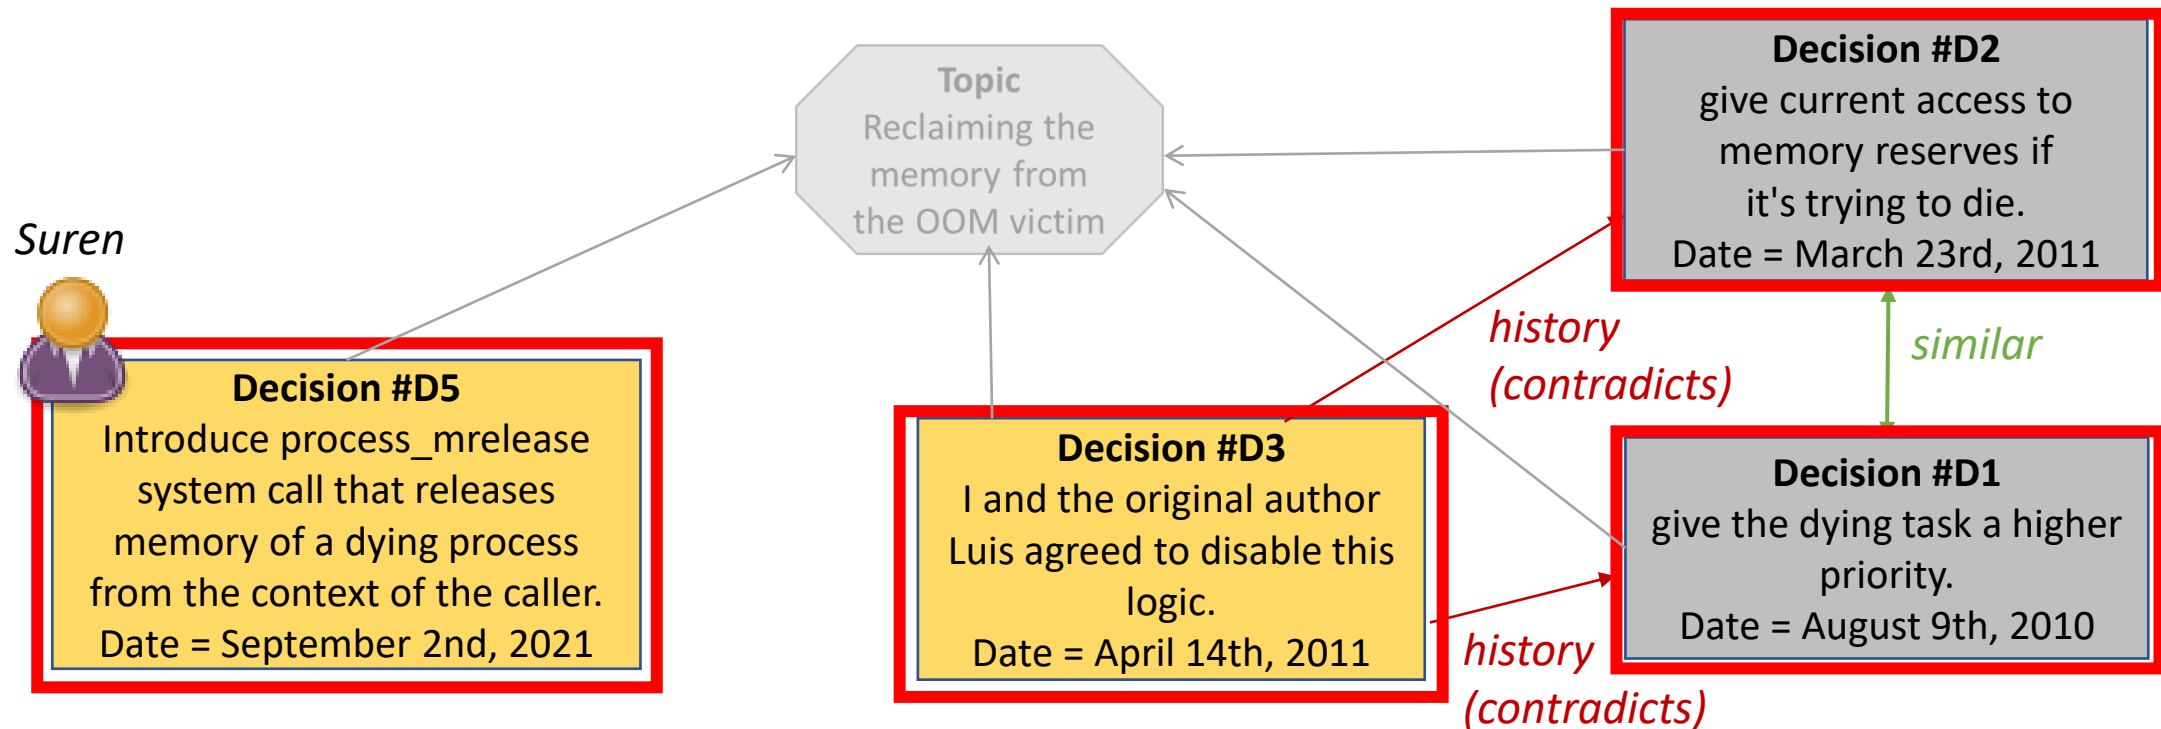 Topic
Reclaiming the
memory from
the OOM victim
Decision #D2
give current access to
memory reserves if
it's trying to die.
Date = March 23rd, 2011
Suren
history
(contradicts)
similar
Decision #D5
Introduce process_mrelease
system call that releases
memory of a dying process
from the context of the caller.
Date = September 2nd, 2021
Decision #D3
I and the original author
Luis agreed to disable this
logic.
Date = April 14th, 2011
Decision #D1
give the dying task a higher
priority.
Date = August 9th, 2010
history
(contradicts)